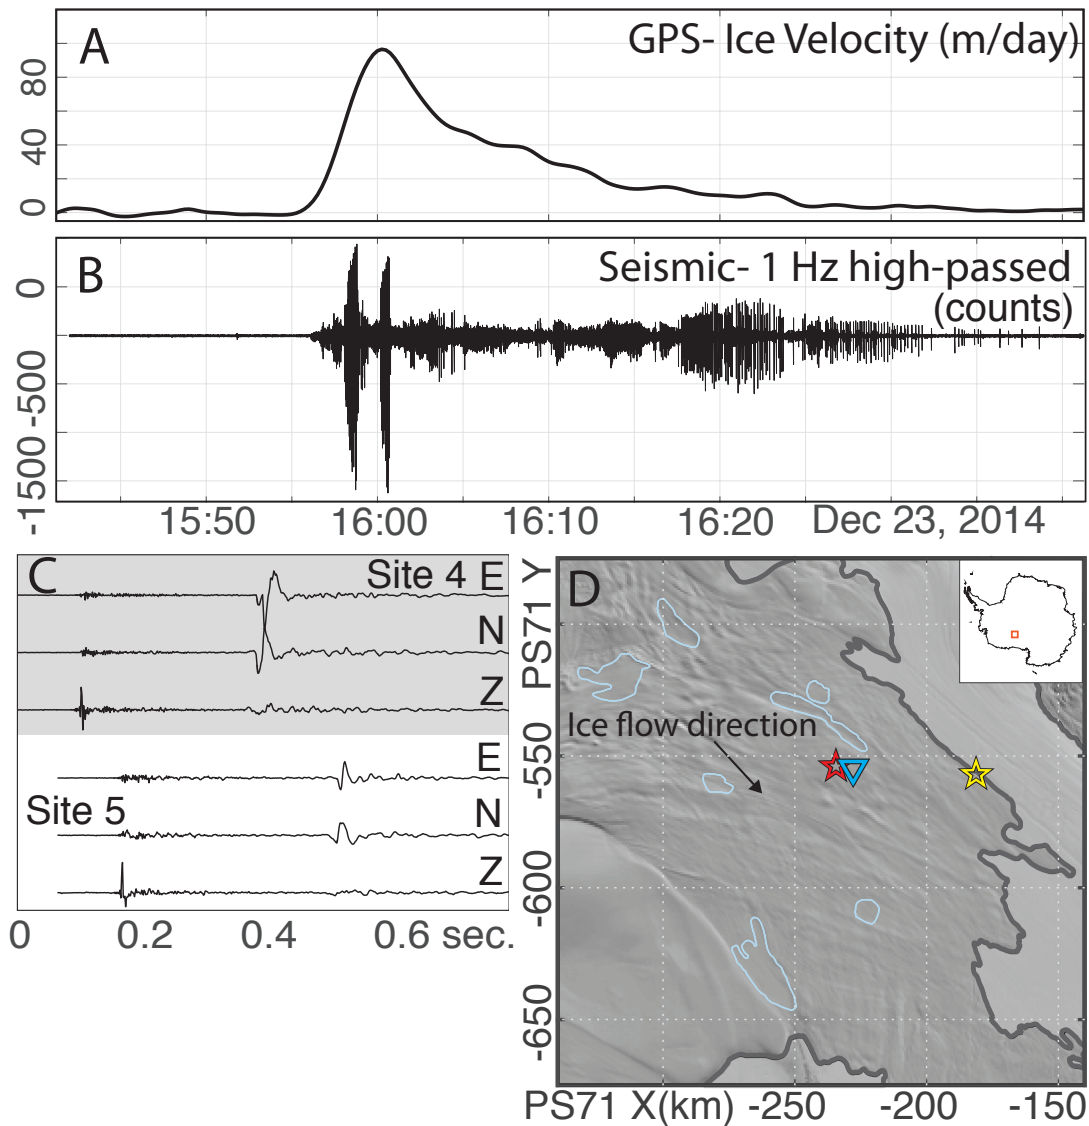 A
GPS- Ice Velocity (m/day)
80
40
0
B
Seismic- 1 Hz high-passed
(counts)
0
-500
-1500
15:50 16:00 16:10 16:20 Dec 23, 2014
C
Site 4 E
N
Z
E
Site 5
N
Z
0 0.2 0.4 0.6 sec.
D
PS71 Y
Ice flow direction
-550
-600
-650
PS71 X(km) -250 -200 -150